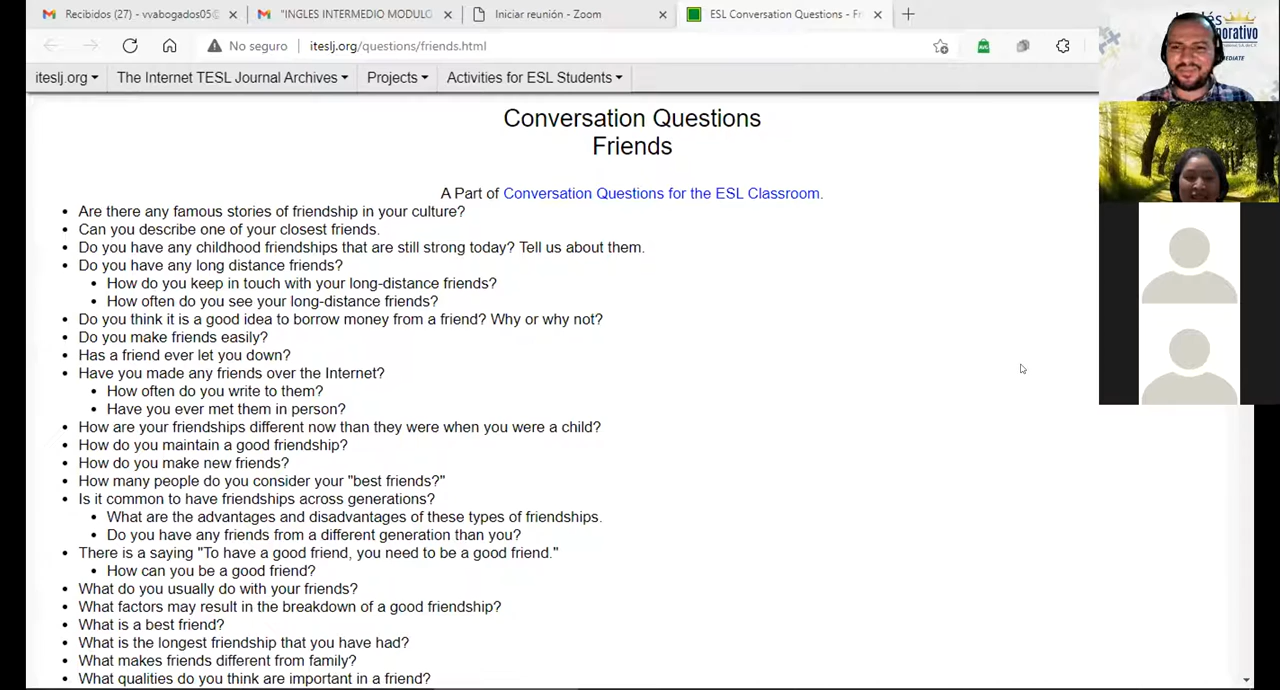 Recibidos (27) - vvabogados05@
"INGLES INTERMEDIO MODULO
Iniciar reunión - Zoom
ESL Conversation Questions - Fr
No seguro
iteslj.org/questions/friends.html
iteslj.org
The Internet TESL Journal Archives
Projects
Activities for ESL Students
Conversation Questions
Friends
A Part of Conversation Questions for the ESL Classroom.
Are there any famous stories of friendship in your culture?
Can you describe one of your closest friends.
Do you have any childhood friendships that are still strong today? Tell us about them.
Do you have any long distance friends?
How do you keep in touch with your long-distance friends?
How often do you see your long-distance friends?
Do you think it is a good idea to borrow money from a friend? Why or why not?
Do you make friends easily?
Has a friend ever let you down?
Have you made any friends over the Internet?
How often do you write to them?
Have you ever met them in person?
How are your friendships different now than they were when you were a child?
How do you maintain a good friendship?
How do you make new friends?
How many people do you consider your "best friends?"
Is it common to have friendships across generations?
What are the advantages and disadvantages of these types of friendships.
Do you have any friends from a different generation than you?
There is a saying "To have a good friend, you need to be a good friend."
How can you be a good friend?
What do you usually do with your friends?
What factors may result in the breakdown of a good friendship?
What is a best friend?
What is the longest friendship that you have had?
What makes friends different from family?
What qualities do you think are important in a friend?